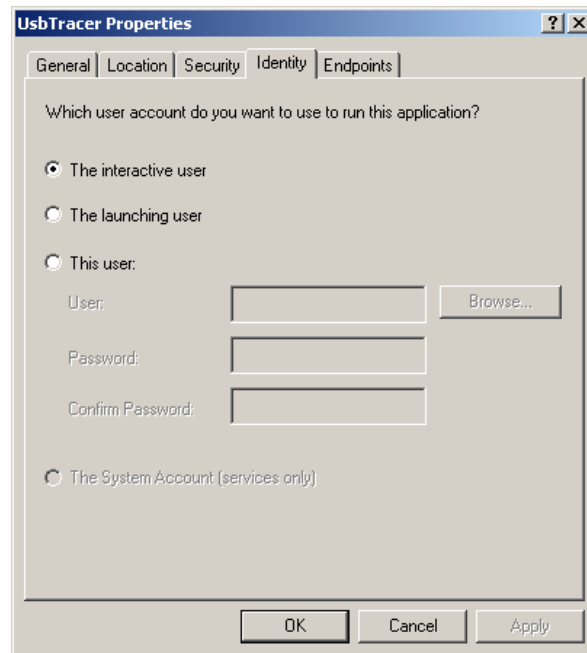 UsbTracer Properties
General Location Security Identity Endpoints
Which user account do you want to use to run this application?
The interactive user
The launching user
This user:
User: Browse...
Password:
Confirm Password:
The System Account (services only)
OK Cancel Apply